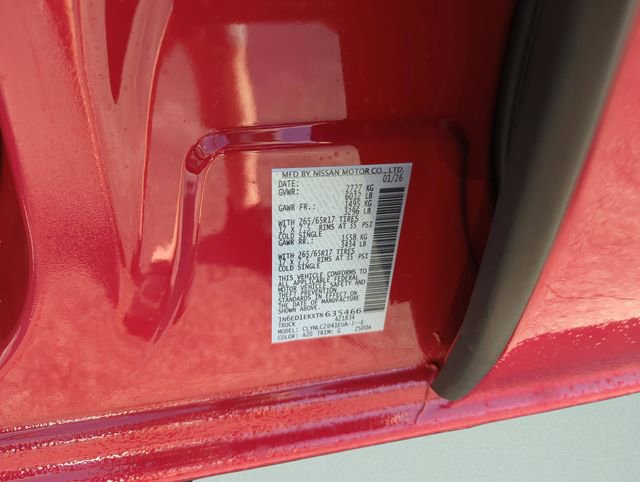 MFD BY NISSAN MOTOR CO., LTD.
DATE: 01/26
GVWR: 2727 KG
6012 LB
GAWR FR.: 1495 KG
3296 LB
WITH 265/65R17 TIRES
17 X 7.5, RIMS AT 35 PSI
COLD SINGLE
GAWR RR.: 1558 KG
3434 LB
WITH 265/65R17 TIRES
17 X 7.5, RIMS AT 35 PSI
COLD SINGLE
THIS VEHICLE CONFORMS TO
ALL APPLICABLE FEDERAL
MOTOR VEHICLE SAFETY AND
THEFT PREVENTION
STANDARDS IN EFFECT ON
THE DATE OF MANUFACTURE
SHOWN ABOVE.
1N6ED1EKXTN635466
TRUCK 421834
MODEL: CLYNLCZ041EUA-J--E
COLOR: A20 TRIM: G 25004